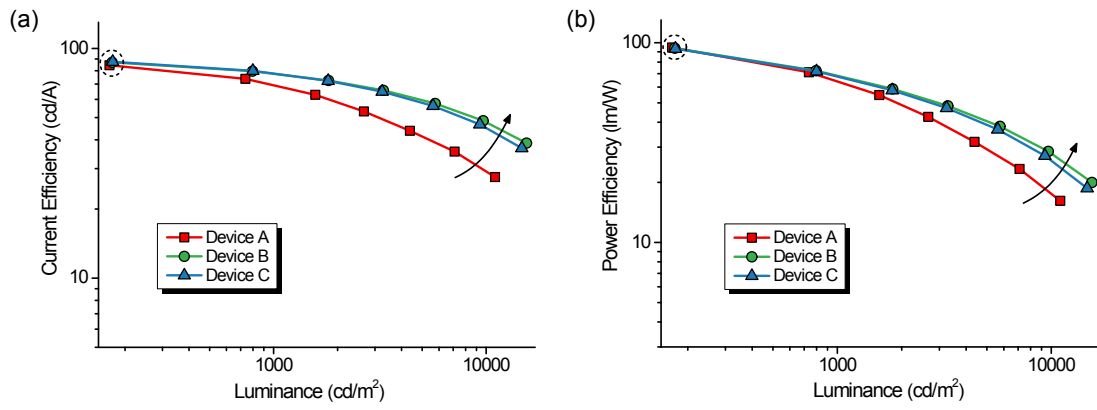 (a)
Current Efficiency (cd/A)
100
10
Device A
Device B
Device C
1000
10000
Luminance (cd/m²)
(b)
Power Efficiency (lm/W)
100
10
Device A
Device B
Device C
1000
10000
Luminance (cd/m²)